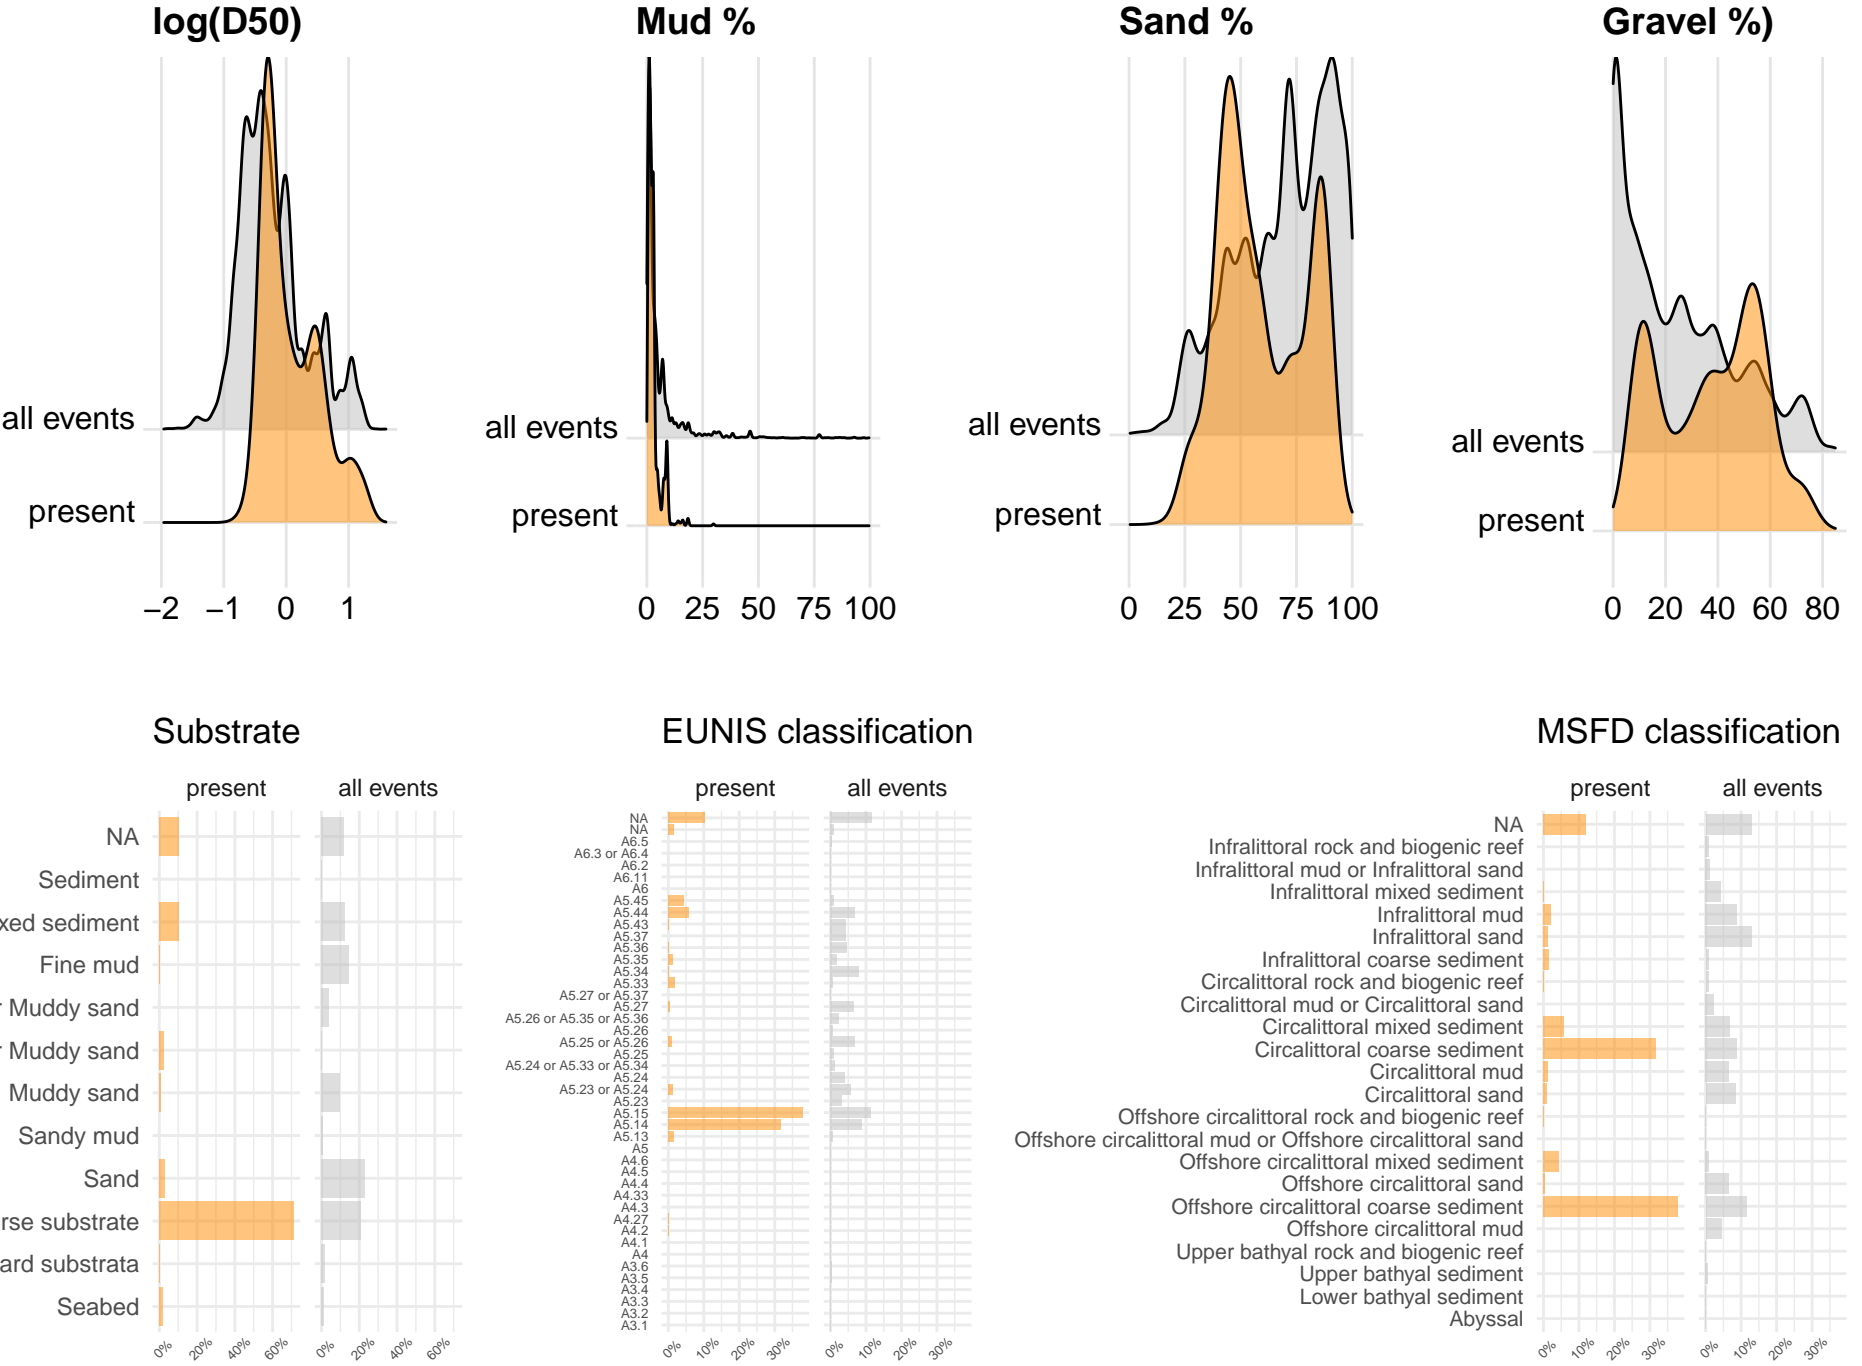 log(D50)
Mud %
Sand %
Gravel %)
all events
present
−2 −1 0 1
all events
present
0 25 50 75 100
all events
present
0 25 50 75 100
all events
present
0 20 40 60 80
Substrate
present
all events
NA
Sediment
xed sediment
Fine mud
r Muddy sand
r Muddy sand
Muddy sand
Sandy mud
Sand
rse substrate
ard substrata
Seabed
0% 20% 40% 60%
0% 20% 40% 60%
EUNIS classification
present
all events
NA
NA
A6.5
A6.3 or A6.4
A6.2
A6.11
A6
A5.45
A5.44
A5.43
A5.37
A5.36
A5.35
A5.34
A5.33
A5.27 or A5.37
A5.27
A5.26 or A5.35 or A5.36
A5.26
A5.25 or A5.26
A5.25
A5.24 or A5.33 or A5.34
A5.24
A5.23 or A5.24
A5.23
A5.15
A5.14
A5.13
A5
A4.6
A4.5
A4.4
A4.33
A4.3
A4.27
A4.2
A4.1
A4
A3.6
A3.5
A3.4
A3.3
A3.2
A3.1
0% 10% 20% 30%
0% 10% 20% 30%
MSFD classification
present
all events
NA
Infralittoral rock and biogenic reef
Infralittoral mud or Infralittoral sand
Infralittoral mixed sediment
Infralittoral mud
Infralittoral sand
Infralittoral coarse sediment
Circalittoral rock and biogenic reef
Circalittoral mud or Circalittoral sand
Circalittoral mixed sediment
Circalittoral coarse sediment
Circalittoral mud
Circalittoral sand
Offshore circalittoral rock and biogenic reef
Offshore circalittoral mud or Offshore circalittoral sand
Offshore circalittoral mixed sediment
Offshore circalittoral sand
Offshore circalittoral coarse sediment
Offshore circalittoral mud
Upper bathyal rock and biogenic reef
Upper bathyal sediment
Lower bathyal sediment
Abyssal
0% 10% 20% 30%
0% 10% 20% 30%